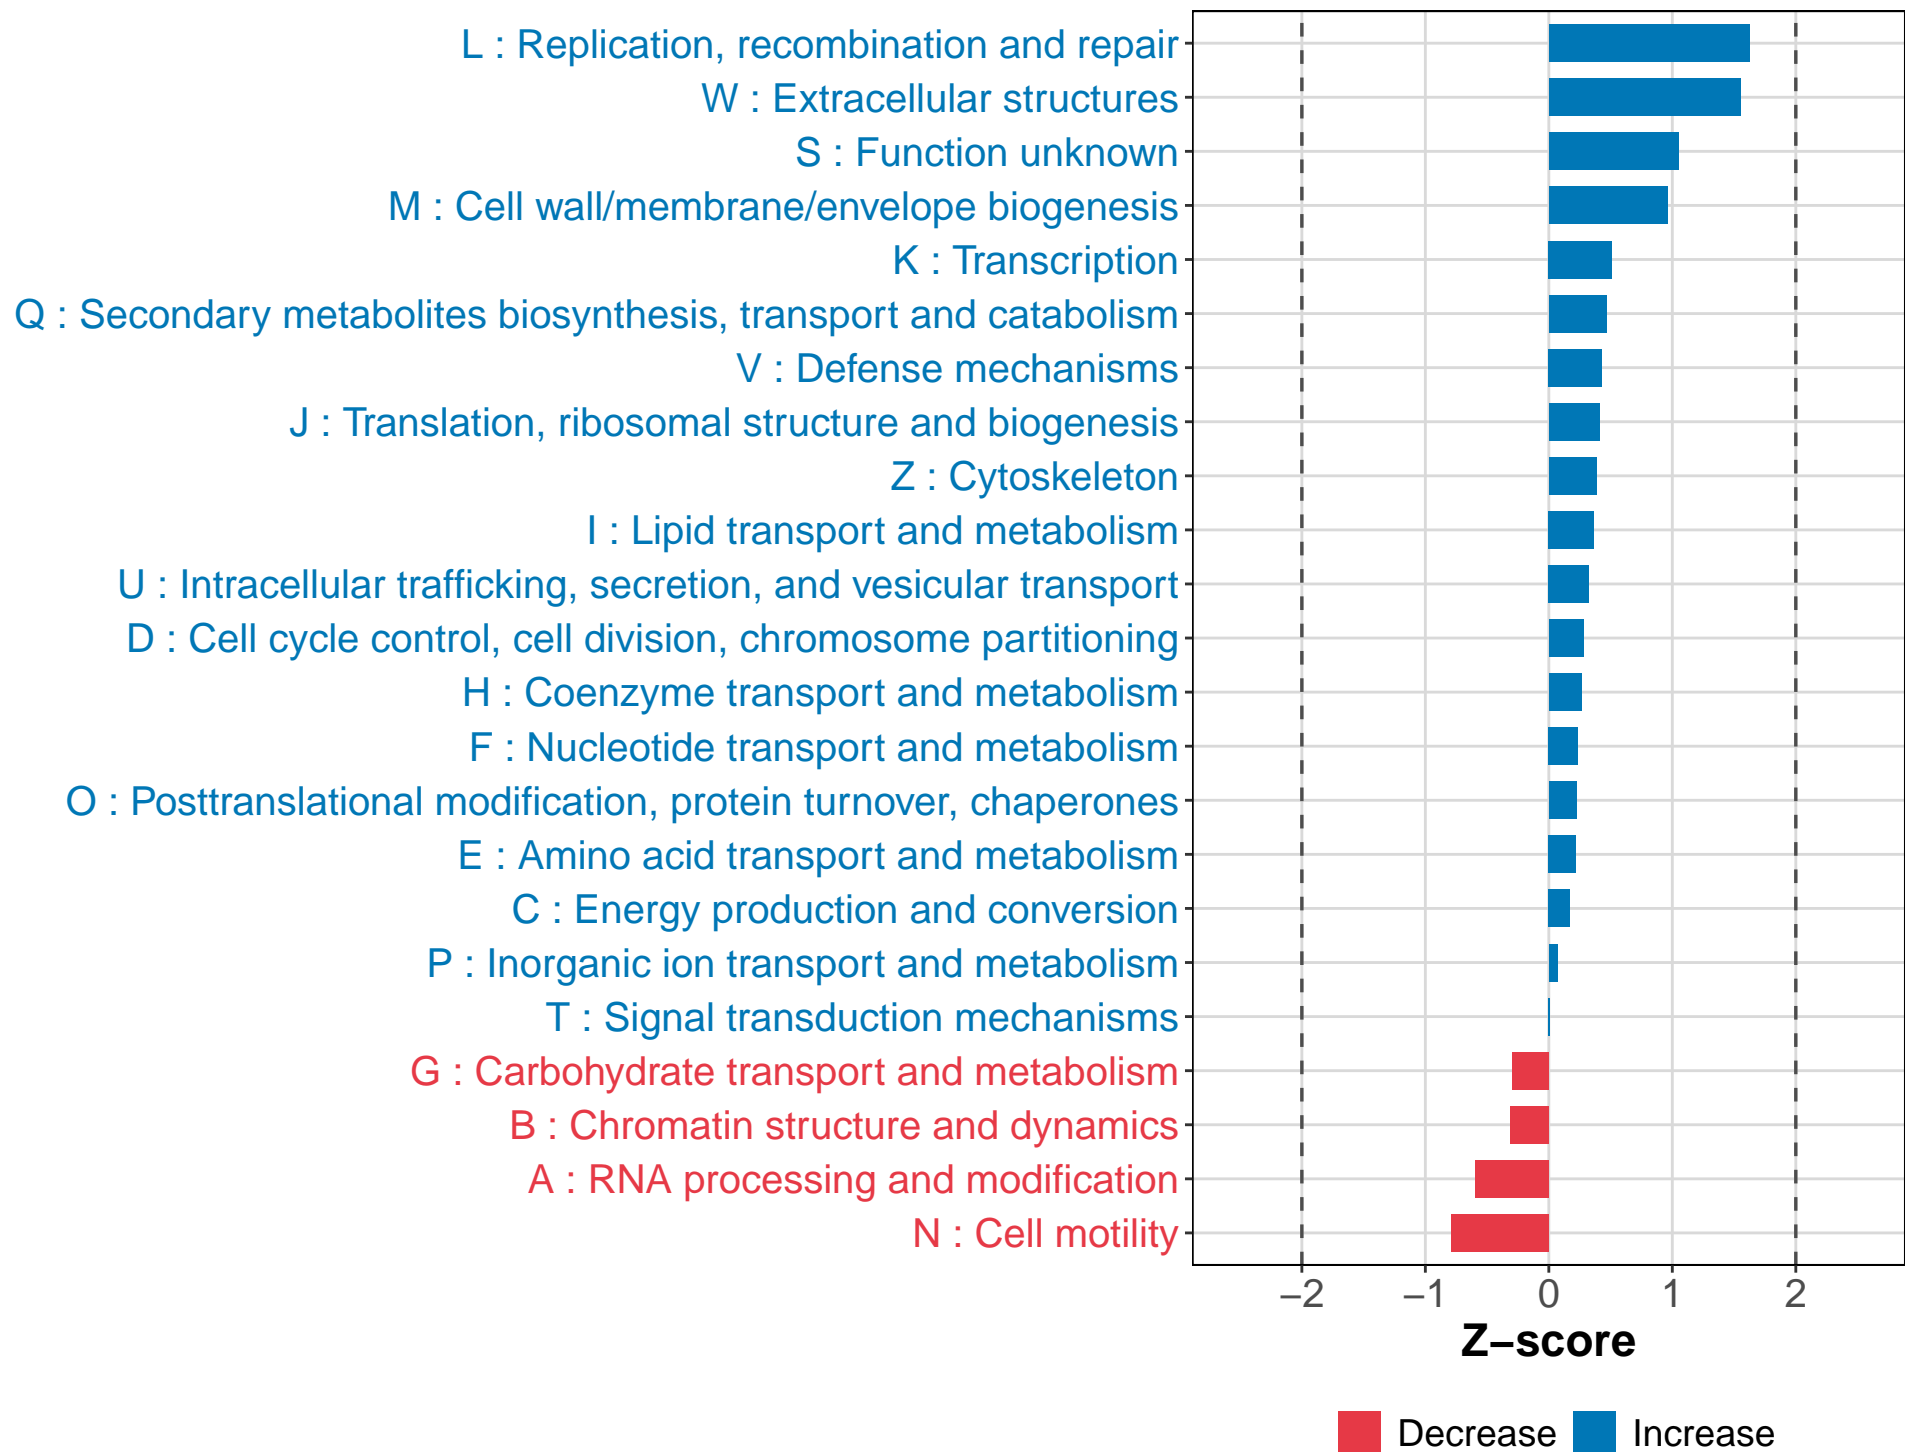 L : Replication, recombination and repair
W : Extracellular structures
S : Function unknown
M : Cell wall/membrane/envelope biogenesis
K : Transcription
Q : Secondary metabolites biosynthesis, transport and catabolism
V : Defense mechanisms
J : Translation, ribosomal structure and biogenesis
Z : Cytoskeleton
I : Lipid transport and metabolism
U : Intracellular trafficking, secretion, and vesicular transport
D : Cell cycle control, cell division, chromosome partitioning
H : Coenzyme transport and metabolism
F : Nucleotide transport and metabolism
O : Posttranslational modification, protein turnover, chaperones
E : Amino acid transport and metabolism
C : Energy production and conversion
P : Inorganic ion transport and metabolism
T : Signal transduction mechanisms
G : Carbohydrate transport and metabolism
B : Chromatin structure and dynamics
A : RNA processing and modification
N : Cell motility
−2 −1 0 1 2
Z−score
Decrease Increase